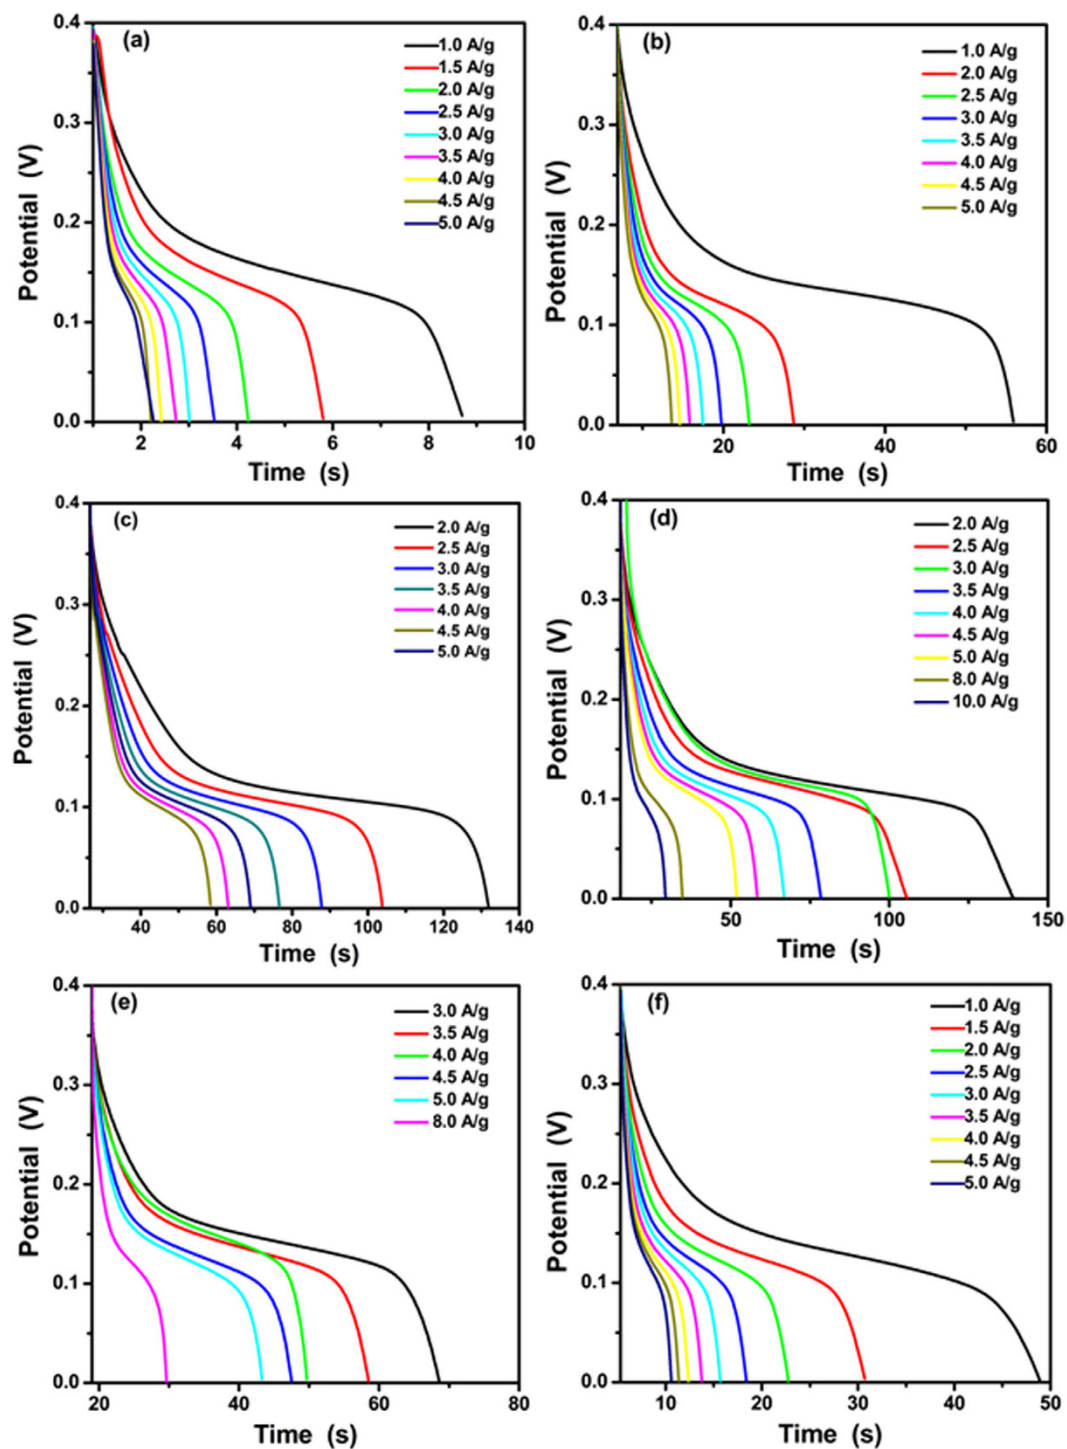 (a)
0.4
0.3
0.2
0.1
0.0
Potential (V)
1.0 A/g
1.5 A/g
2.0 A/g
2.5 A/g
3.0 A/g
3.5 A/g
4.0 A/g
4.5 A/g
5.0 A/g
2 4 6 8 10
Time (s)
(b)
0.4
0.3
0.2
0.1
0.0
Potential (V)
1.0 A/g
2.0 A/g
2.5 A/g
3.0 A/g
3.5 A/g
4.0 A/g
4.5 A/g
5.0 A/g
20 40 60
Time (s)
(c)
0.4
0.3
0.2
0.1
0.0
Potential (V)
2.0 A/g
2.5 A/g
3.0 A/g
3.5 A/g
4.0 A/g
4.5 A/g
5.0 A/g
40 60 80 100 120 140
Time (s)
(d)
0.4
0.3
0.2
0.1
0.0
Potential (V)
2.0 A/g
2.5 A/g
3.0 A/g
3.5 A/g
4.0 A/g
4.5 A/g
5.0 A/g
8.0 A/g
10.0 A/g
50 100 150
Time (s)
(e)
0.4
0.3
0.2
0.1
0.0
Potential (V)
3.0 A/g
3.5 A/g
4.0 A/g
4.5 A/g
5.0 A/g
8.0 A/g
20 40 60 80
Time (s)
(f)
0.4
0.3
0.2
0.1
0.0
Potential (V)
1.0 A/g
1.5 A/g
2.0 A/g
2.5 A/g
3.0 A/g
3.5 A/g
4.0 A/g
4.5 A/g
5.0 A/g
10 20 30 40 50
Time (s)